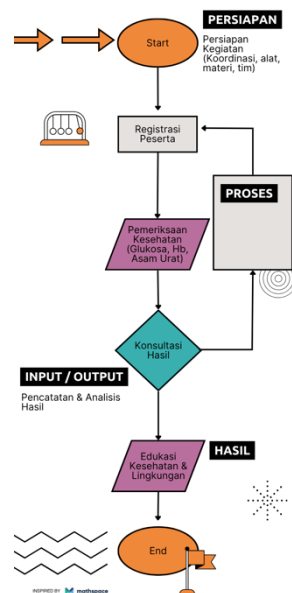 PERSIAPAN
Start
Persiapan
Kegiatan
(Koordinasi, alat,
materi, tim)
Registrasi
Peserta
PROSES
Pemeriksaan
Kesehatan
(Glukosa, Hb,
Asam Urat)
Konsultasi
Hasil
INPUT / OUTPUT
Pencatatan & Analisis
Hasil
Edukasi
Kesehatan &
Lingkungan
HASIL
End
INSPIRED BY mathspace